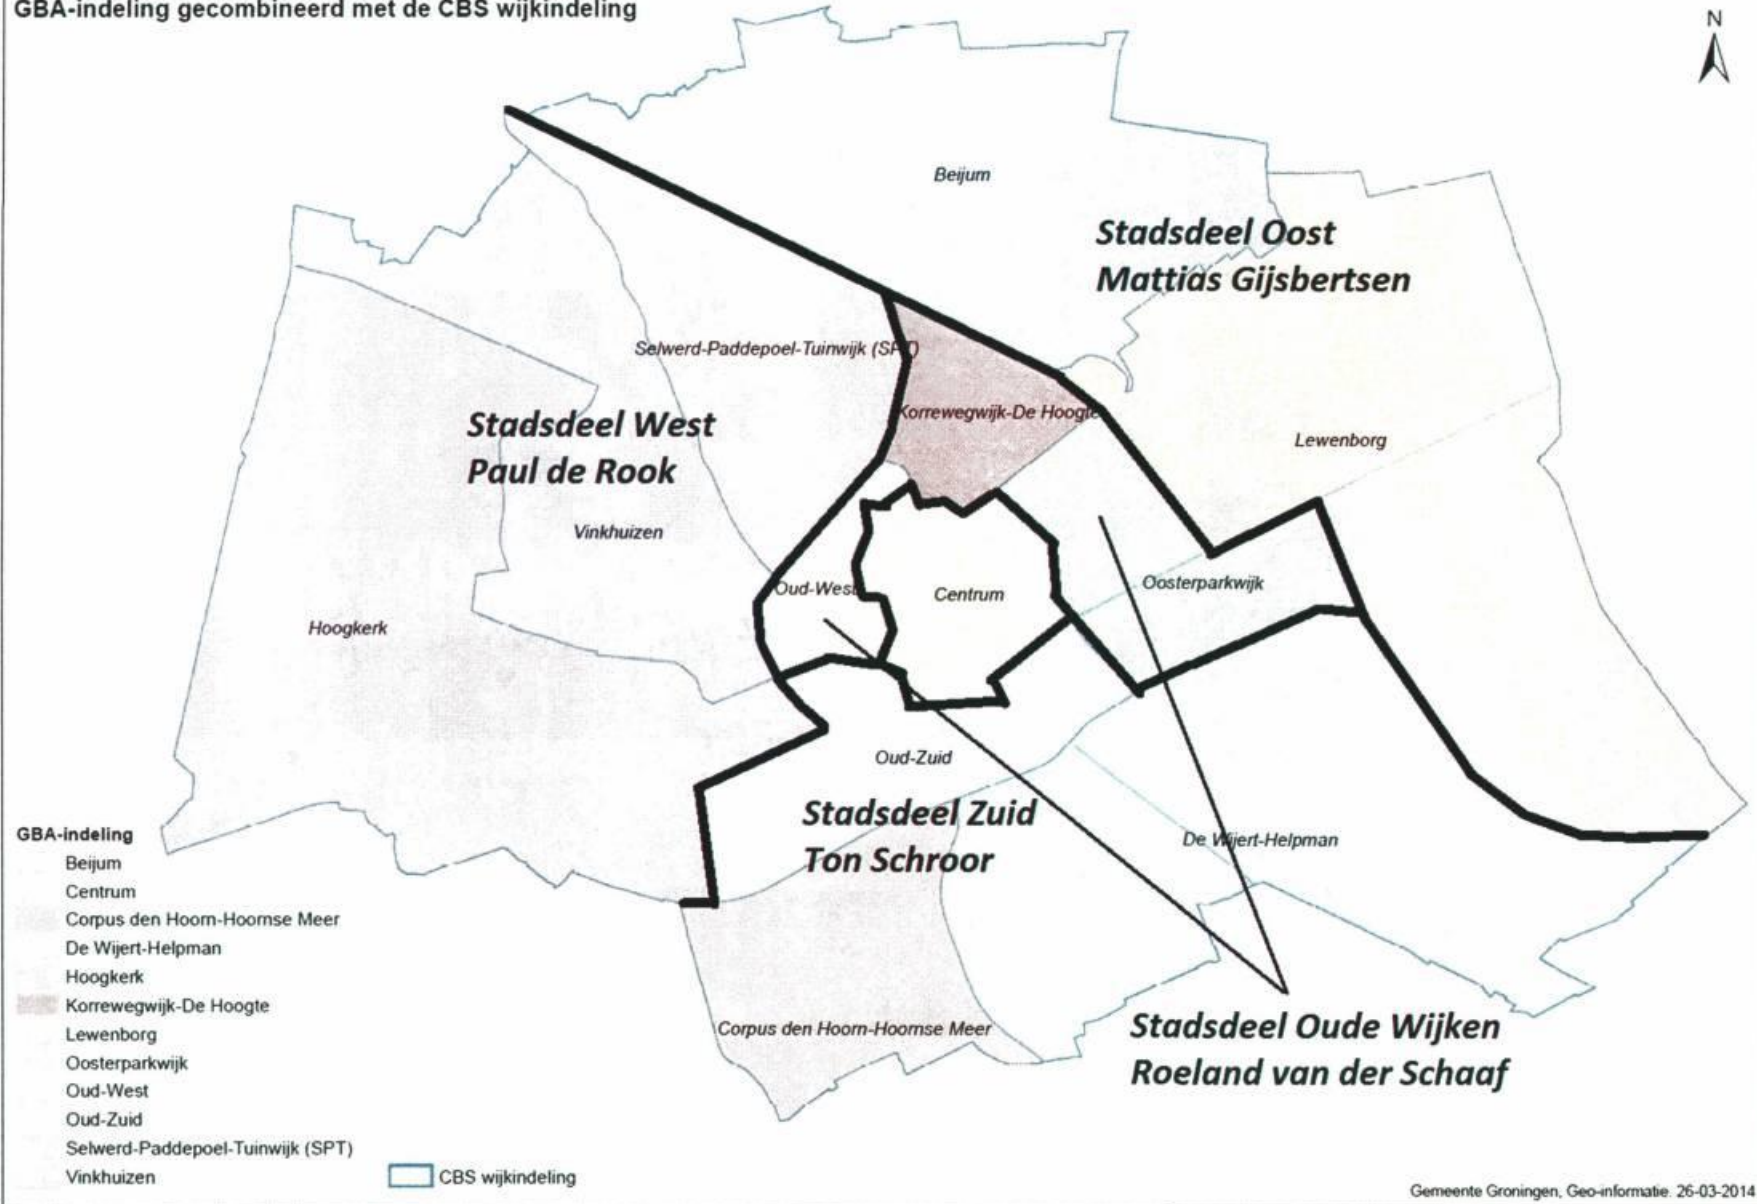 GBA-indeling gecombineerd met de CBS wijkindeling
N
Beijum
Stadsdeel Oost
Mattias Gijsbertsen
Selwerd-Paddepoel-Tuinwijk (SPT)
Korrewegwijk-De Hoogte
Stadsdeel West
Paul de Rook
Lewenborg
Vinkhuizen
Oud-West
Centrum
Oosterparkwijk
Hoogkerk
Oud-Zuid
Stadsdeel Zuid
Ton Schroor
De Wijert-Helpman
Corpus den Hoorn-Hoornse Meer
Stadsdeel Oude Wijken
Roeland van der Schaaf
GBA-indeling
Beijum
Centrum
Corpus den Hoorn-Hoornse Meer
De Wijert-Helpman
Hoogkerk
Korrewegwijk-De Hoogte
Lewenborg
Oosterparkwijk
Oud-West
Oud-Zuid
Selwerd-Paddepoel-Tuinwijk (SPT)
Vinkhuizen
CBS wijkindeling
Gemeente Groningen, Geo-informatie. 26-03-2014